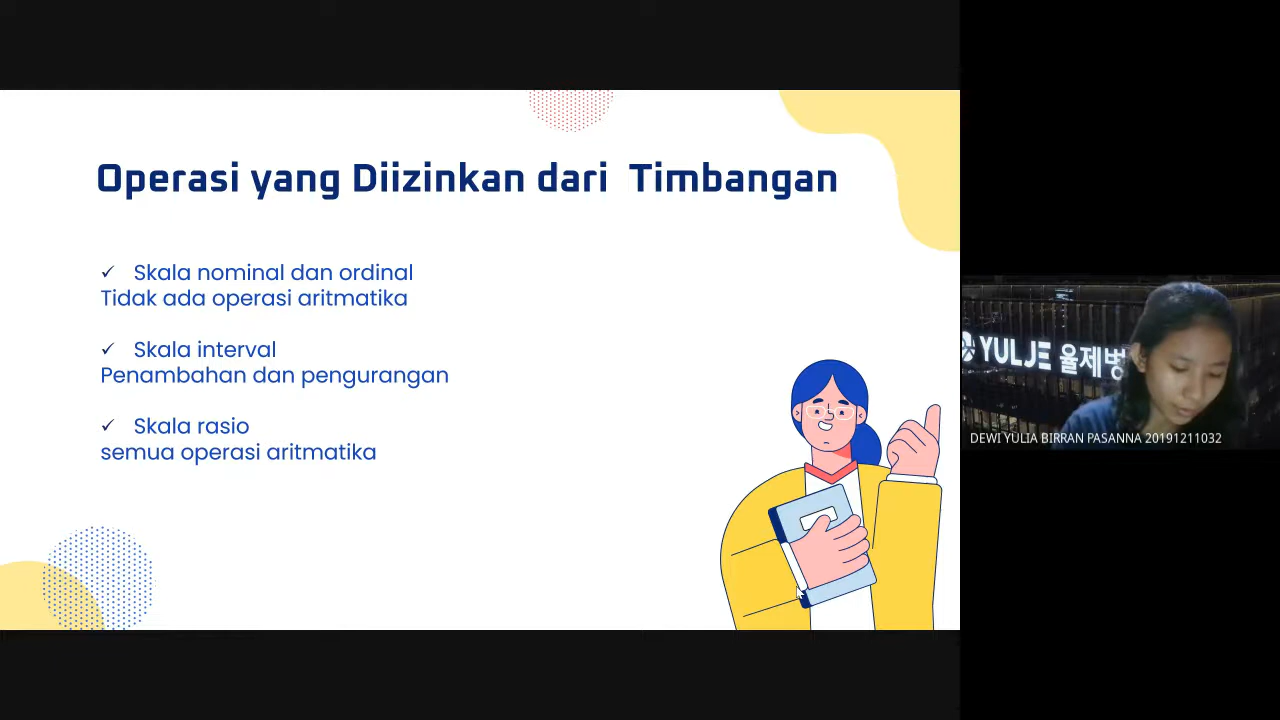 Operasi yang Diizinkan dari Timbangan
✓ Skala nominal dan ordinal
Tidak ada operasi aritmatika
✓ Skala interval
Penambahan dan pengurangan
✓ Skala rasio
semua operasi aritmatika
YULJE 율제병
DEWI YULIA BIRRAN PASANNA 20191211032